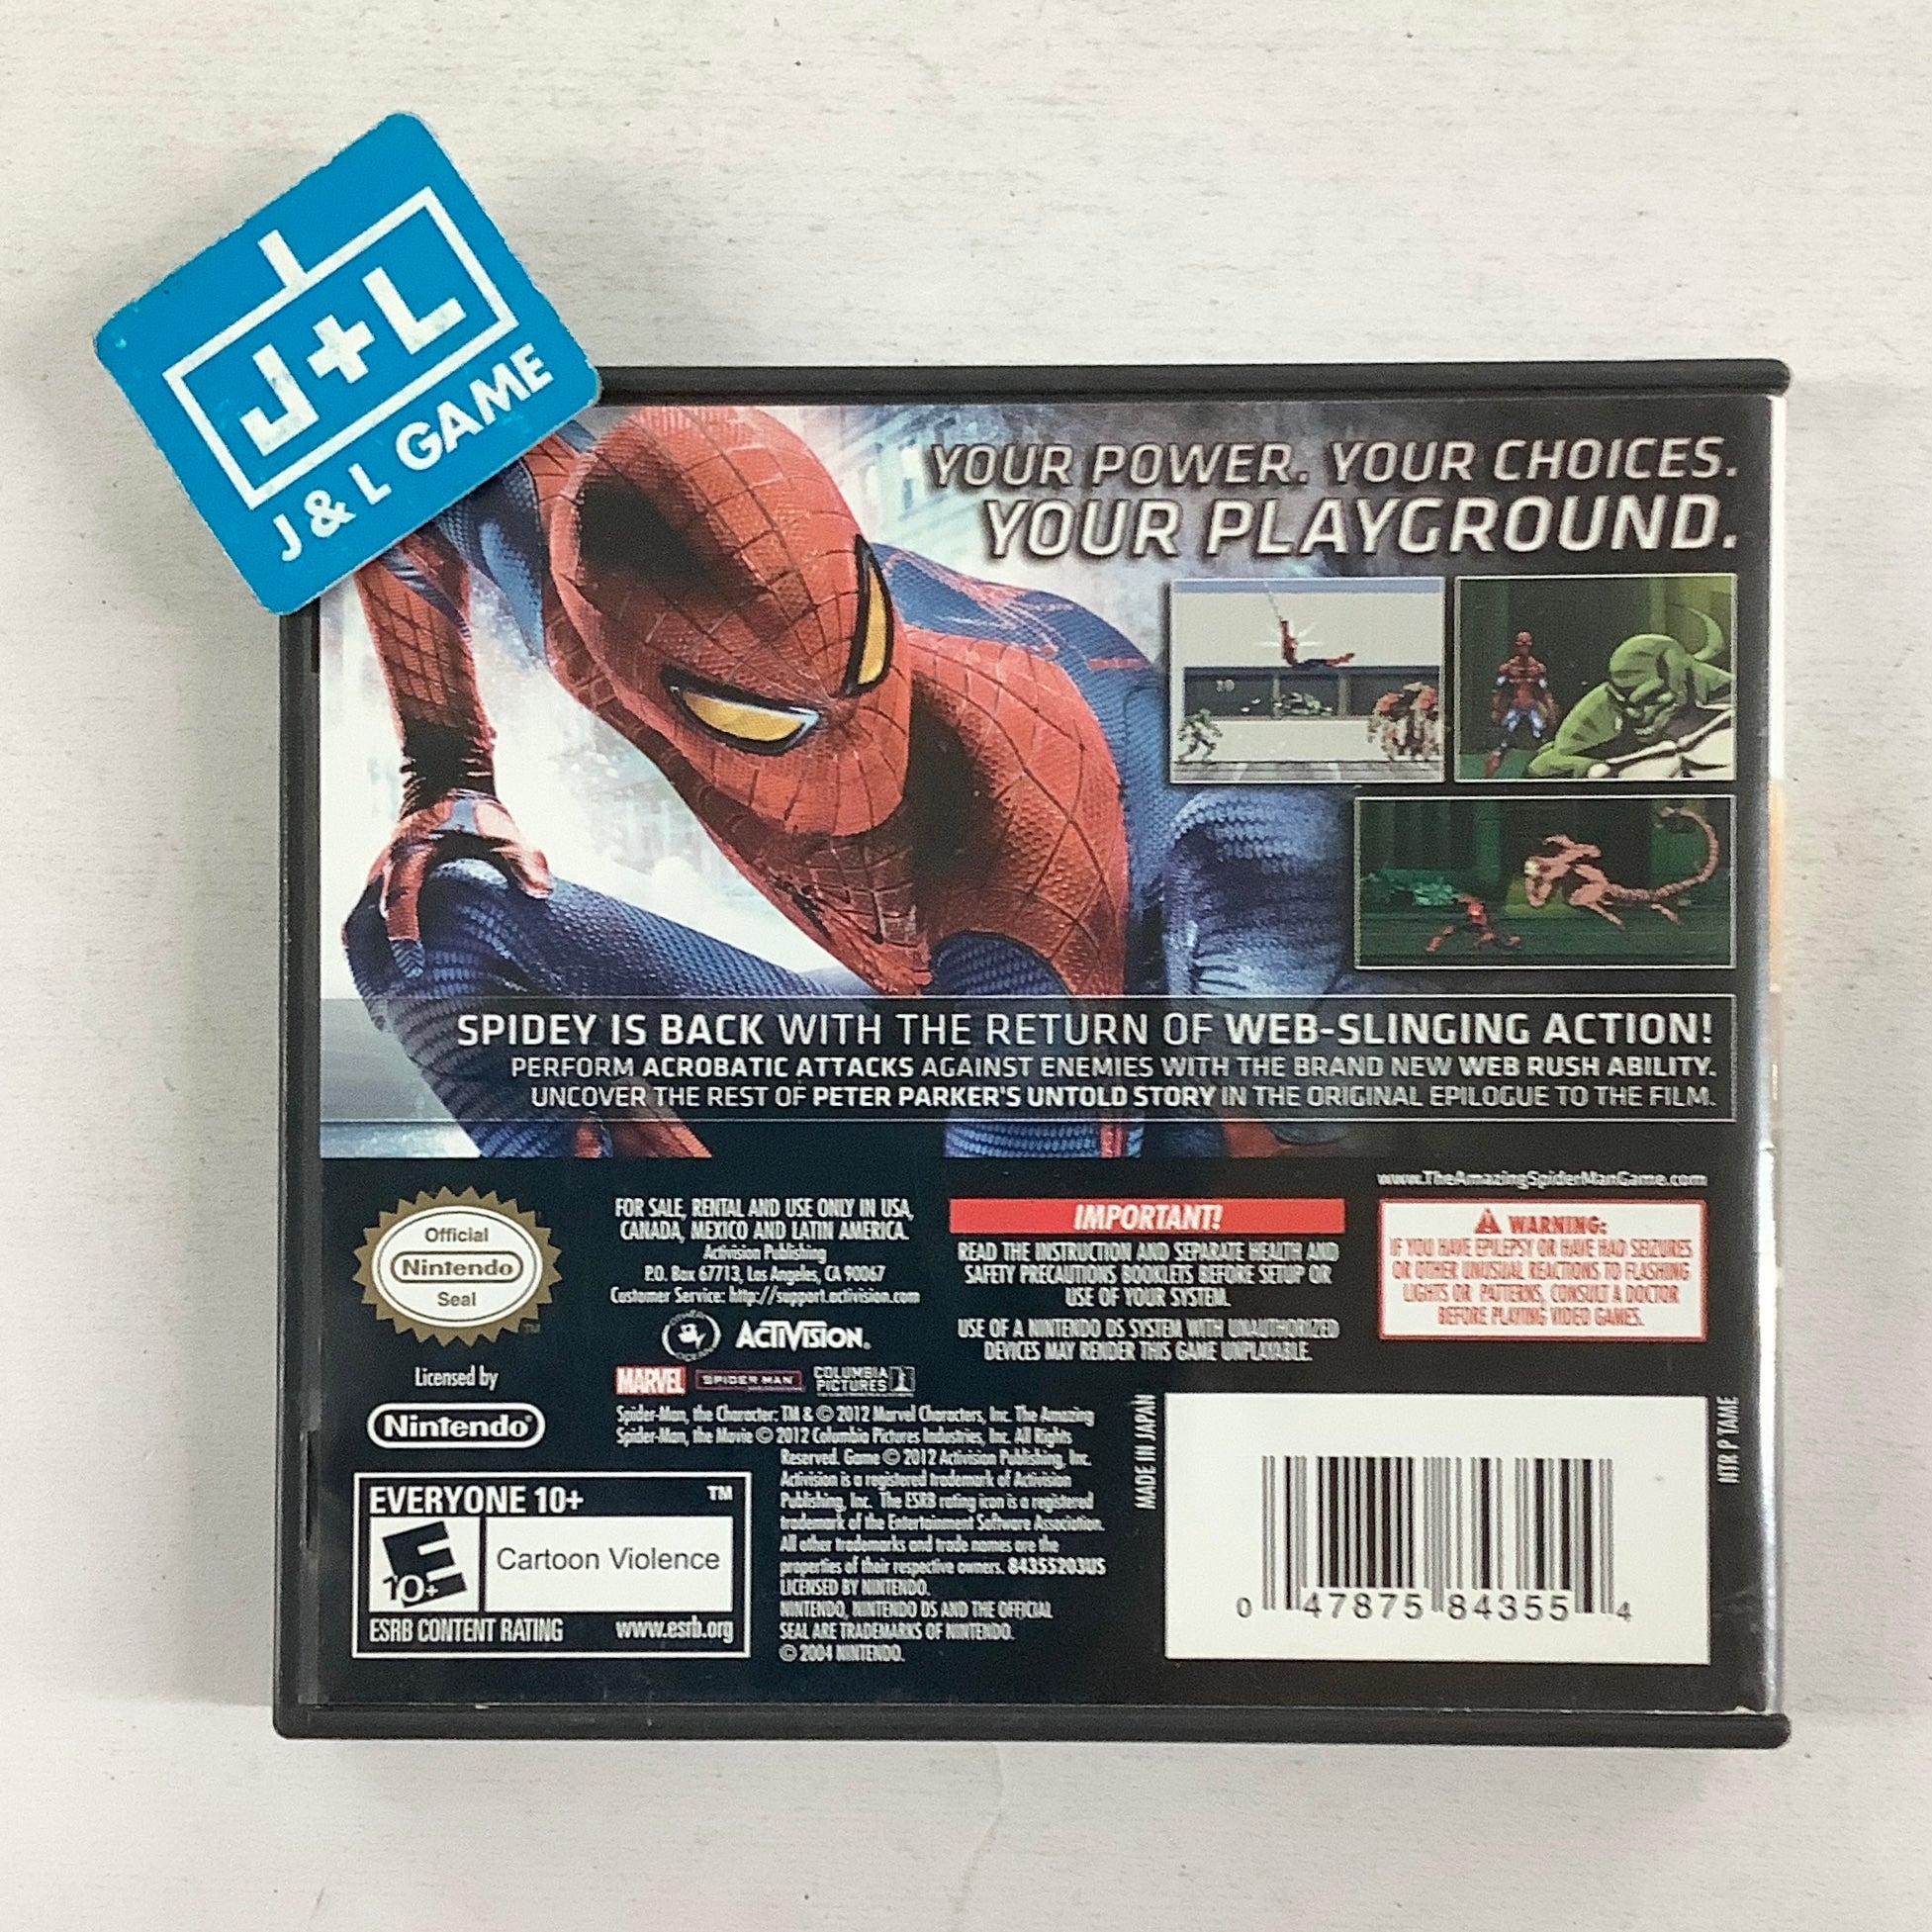 J+L
J & L GAME
YOUR POWER. YOUR CHOICES.
YOUR PLAYGROUND.
SPIDEY IS BACK WITH THE RETURN OF WEB-SLINGING ACTION!
PERFORM ACROBATIC ATTACKS AGAINST ENEMIES WITH THE BRAND NEW WEB RUSH ABILITY.
UNCOVER THE REST OF PETER PARKER'S UNTOLD STORY IN THE ORIGINAL EPILOGUE TO THE FILM.
www.TheAmazingSpiderManGame.com
Official
Nintendo
Seal
TM
Licensed by
Nintendo®
FOR SALE, RENTAL AND USE ONLY IN USA,
CANADA, MEXICO AND LATIN AMERICA.
Activision Publishing
P.O. Box 67713, Los Angeles, CA 90067
Customer Service: http://support.activision.com
ACTIVISION.
MARVEL SPIDER-MAN COLUMBIA
PICTURES
IMPORTANT!
READ THE INSTRUCTION AND SEPARATE HEALTH AND
SAFETY PRECAUTIONS BOOKLETS BEFORE SETUP OR
USE OF YOUR SYSTEM.
USE OF A NINTENDO DS SYSTEM WITH UNAUTHORIZED
DEVICES MAY RENDER THIS GAME UNPLAYABLE.
WARNING:
IF YOU HAVE EPILEPSY OR HAVE HAD SEIZURES
OR OTHER UNUSUAL REACTIONS TO FLASHING
LIGHTS OR PATTERNS, CONSULT A DOCTOR
BEFORE PLAYING VIDEO GAMES.
Spider-Man, the Character: TM & © 2012 Marvel Characters, Inc. The Amazing
Spider-Man, the Movie © 2012 Columbia Pictures Industries, Inc. All Rights
Reserved. Game © 2012 Activision Publishing, Inc.
Activision is a registered trademark of Activision
Publishing, Inc. The ESRB rating icon is a registered
trademark of the Entertainment Software Association.
All other trademarks and trade names are the
properties of their respective owners. 84355203US
LICENSED BY NINTENDO.
NINTENDO, NINTENDO DS AND THE OFFICIAL
SEAL ARE TRADEMARKS OF NINTENDO.
© 2004 NINTENDO.
EVERYONE 10+ TM
E
10+
Cartoon Violence
ESRB CONTENT RATING www.esrb.org
MADE IN JAPAN
NTR P TAME
0 47875 84355 4